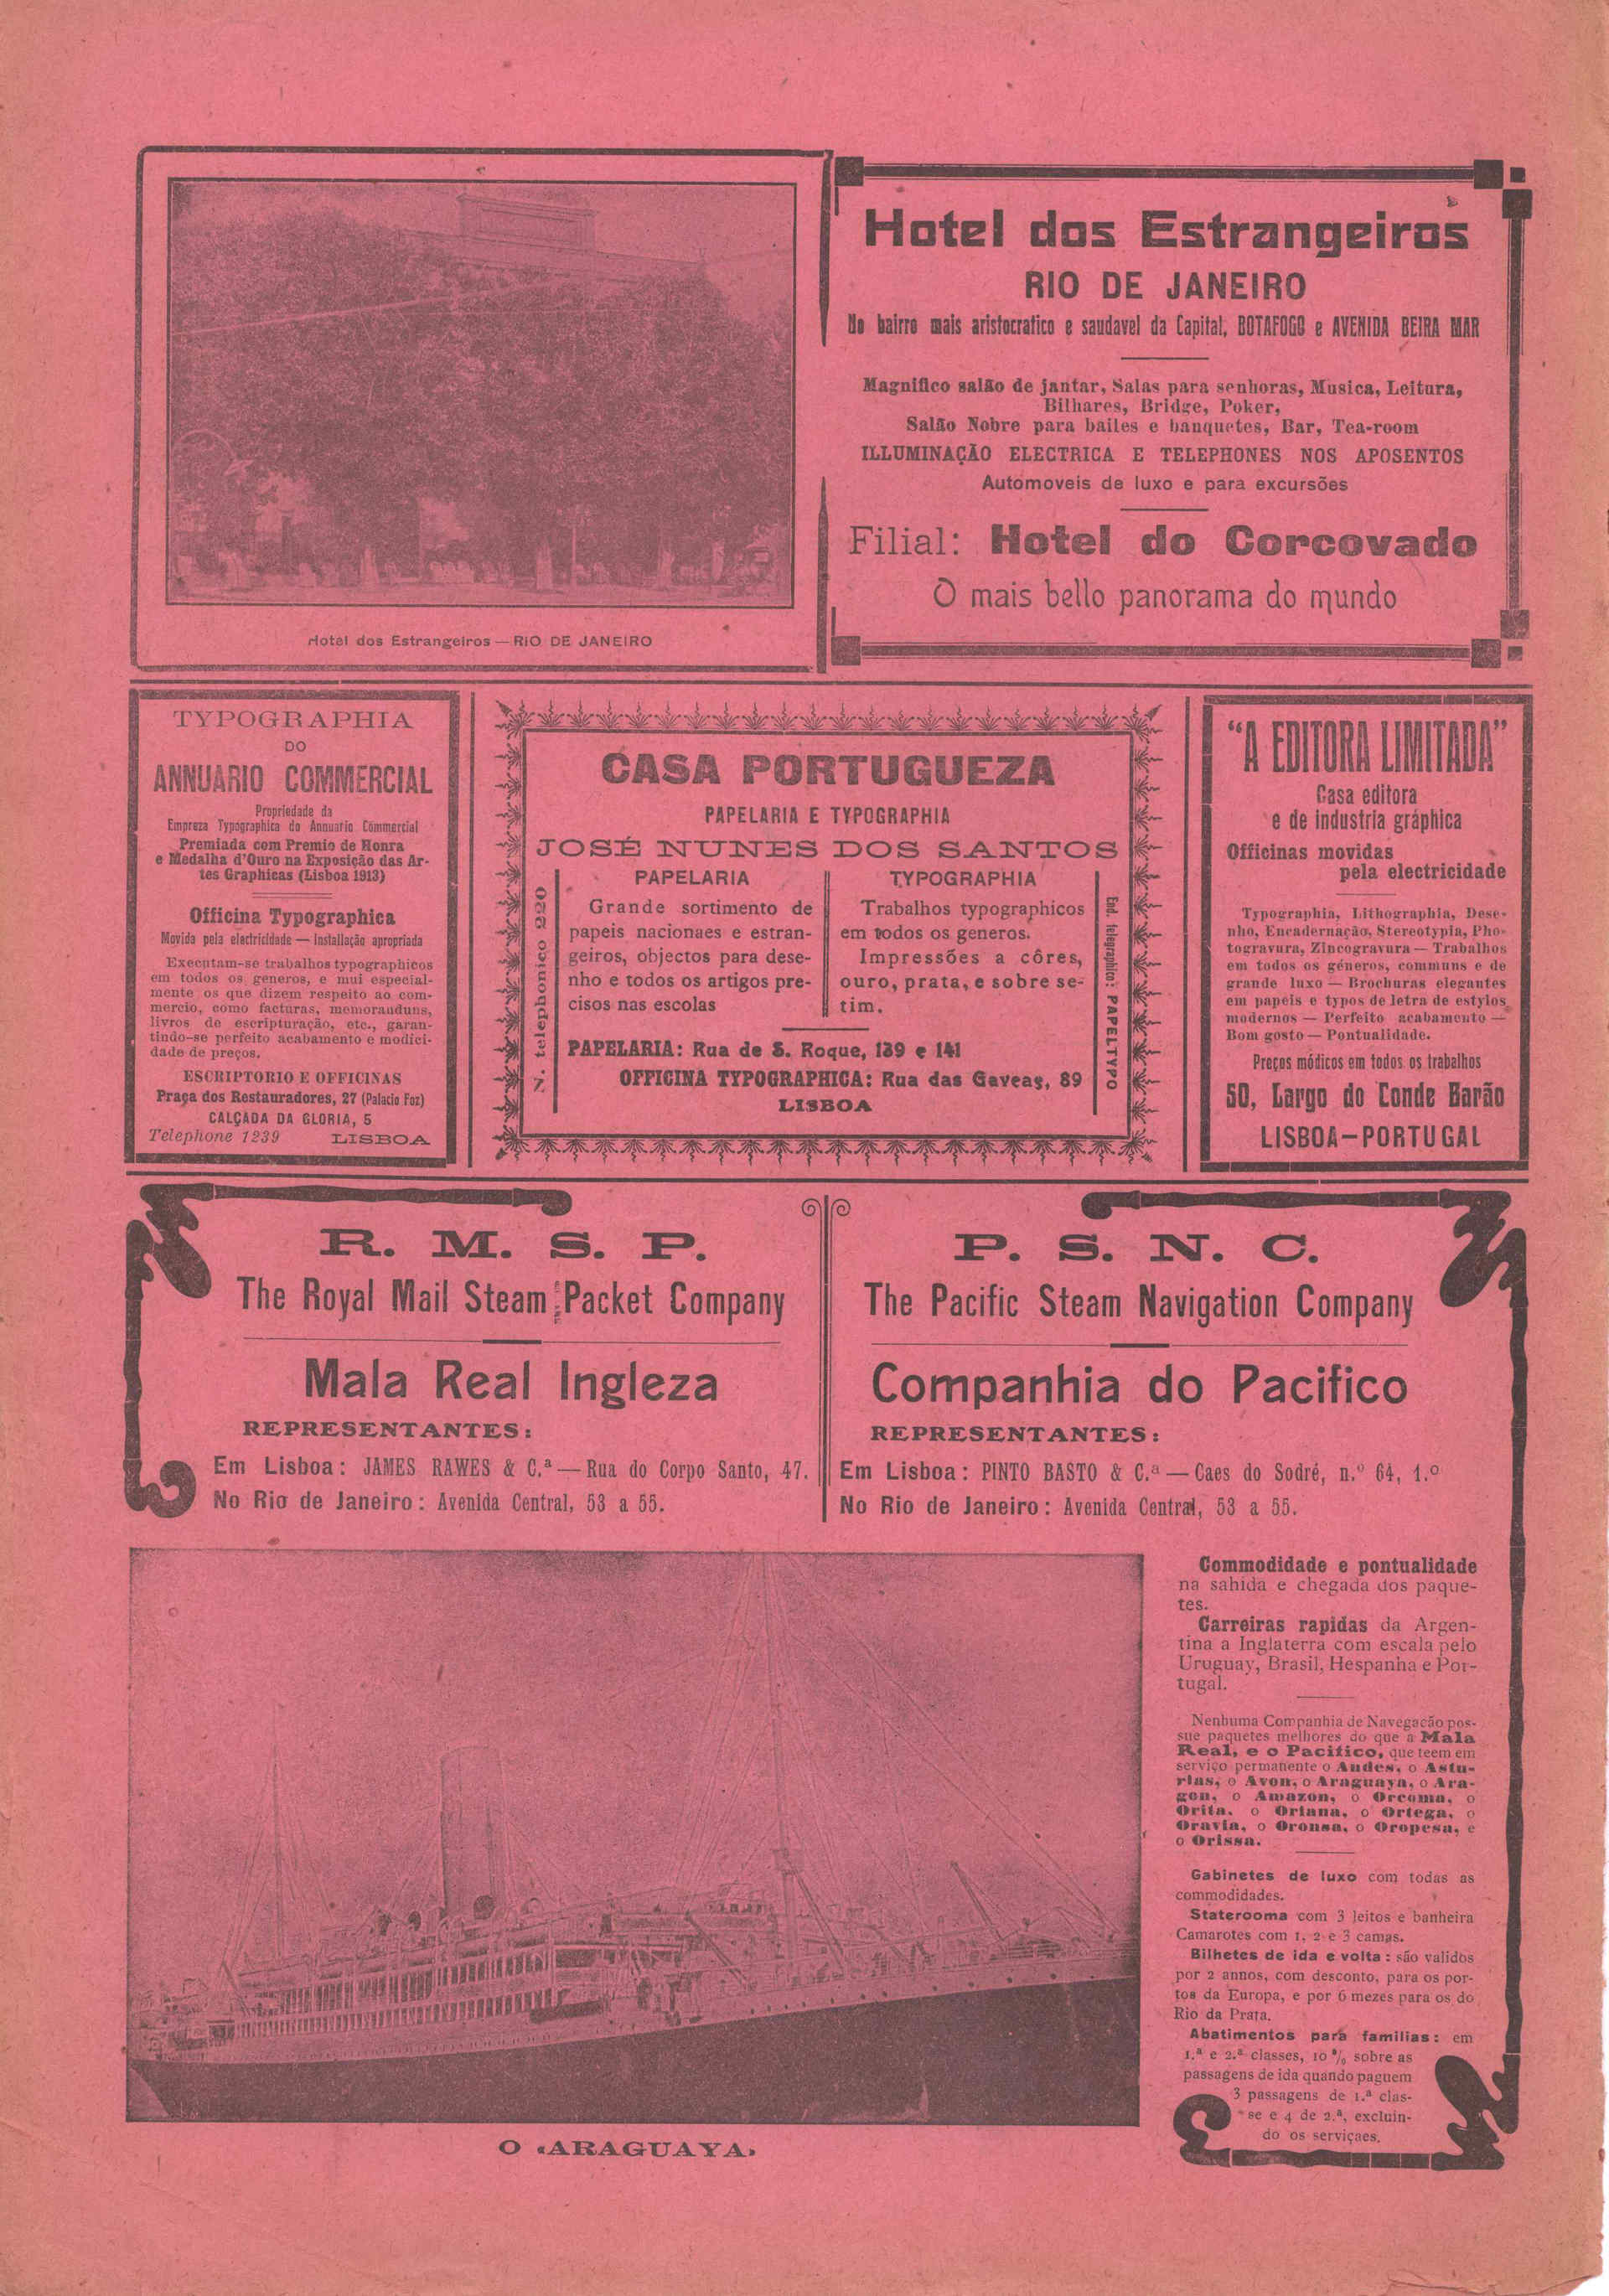 Hotel dos Estrangeiros — RIO DE JANEIRO
Hotel dos Estrangeiros
RIO DE JANEIRO
No bairro mais aristocratico e saudavel da Capital, BOTAFOGO e AVENIDA BEIRA MAR
Magnifico salão de jantar, Salas para senhoras, Musica, Leitura,
Bilhares, Bridge, Poker,
Salão Nobre para bailes e banquetes, Bar, Tea-room
ILLUMINAÇÃO ELECTRICA E TELEPHONES NOS APOSENTOS
Automoveis de luxo e para excursões
Filial: Hotel do Corcovado
O mais bello panorama do mundo
TYPOGRAPHIA
DO
ANNUARIO COMMERCIAL
Propriedade da
Empreza Typographica do Annuario Commercial
Premiada com Premio de Honra
e Medalha d'Ouro na Exposição das Ar-
tes Graphicas (Lisboa 1913)
Officina Typographica
Movida pela electricidade — Installação apropriada
Executam-se trabalhos typographicos
em todos os generos, e mui especial-
mente os que dizem respeito ao com-
mercio, como facturas, memoranduns,
livros de escripturação, etc., garan-
tindo-se perfeito acabamento e modici-
dade de preços.
ESCRIPTORIO E OFFICINAS
Praça dos Restauradores, 27 (Palacio Foz)
CALÇADA DA GLORIA, 5
Telephone 1239 LISBOA
CASA PORTUGUEZA
PAPELARIA E TYPOGRAPHIA
JOSÉ NUNES DOS SANTOS
N. telephonico 220
PAPELARIA
Grande sortimento de
papeis nacionaes e estran-
geiros, objectos para dese-
nho e todos os artigos pre-
cisos nas escolas
TYPOGRAPHIA
Trabalhos typographicos
em todos os generos.
Impressões a côres,
ouro, prata, e sobre se-
tim.
End. telegraphico: PAPELTYPO
PAPELARIA: Rua de S. Roque, 139 e 141
OFFICINA TYPOGRAPHICA: Rua das Gaveas, 89
LISBOA
"A EDITORA LIMITADA"
Casa editora
e de industria gráphica
Officinas movidas
pela electricidade
Typographia, Lithographia, Dese-
nho, Encadernação, Stereotypia, Pho-
togravura, Zincogravura — Trabalhos
em todos os géneros, communs e de
grande luxo — Brochuras elegantes
em papeis e typos de letra de estylos
modernos — Perfeito acabamento —
Bom gosto — Pontualidade.
Preços módicos em todos os trabalhos
50, Largo do Conde Barão
LISBOA—PORTUGAL
R. M. S. P.
The Royal Mail Steam Packet Company
Mala Real Ingleza
REPRESENTANTES:
Em Lisboa: JAMES RAWES & C.ª — Rua do Corpo Santo, 47.
No Rio de Janeiro: Avenida Central, 53 a 55.
P. S. N. C.
The Pacific Steam Navigation Company
Companhia do Pacifico
REPRESENTANTES:
Em Lisboa: PINTO BASTO & C.ª — Caes do Sodré, n.º 64, 1.º
No Rio de Janeiro: Avenida Central, 53 a 55.
O «ARAGUAYA»
Commodidade e pontualidade
na sahida e chegada dos paque-
tes.
Carreiras rapidas da Argen-
tina a Inglaterra com escala pelo
Uruguay, Brasil, Hespanha e Por-
tugal.
Nenhuma Companhia de Navegacão pos-
sue paquetes melhores do que a Mala
Real, e o Pacifico, que teem em
serviço permanente o Andes, o Astu-
rias, o Avon, o Araguaya, o Ara-
gon, o Amazon, o Orcoma, o
Orita, o Oriana, o Ortega, o
Oravia, o Oronsa, o Oropesa, e
o Orissa.
Gabinetes de luxo com todas as
commodidades.
Staterooma com 3 leitos e banheira
Camarotes com 1, 2 e 3 camas.
Bilhetes de ida e volta: são validos
por 2 annos, com desconto, para os por-
tos da Europa, e por 6 mezes para os do
Rio da Prata.
Abatimentos para familias: em
1.ª e 2.ª classes, 10 % sobre as
passagens de ida quando paguem
3 passagens de 1.ª clas-
se e 4 de 2.ª, excluin-
do os serviçaes.